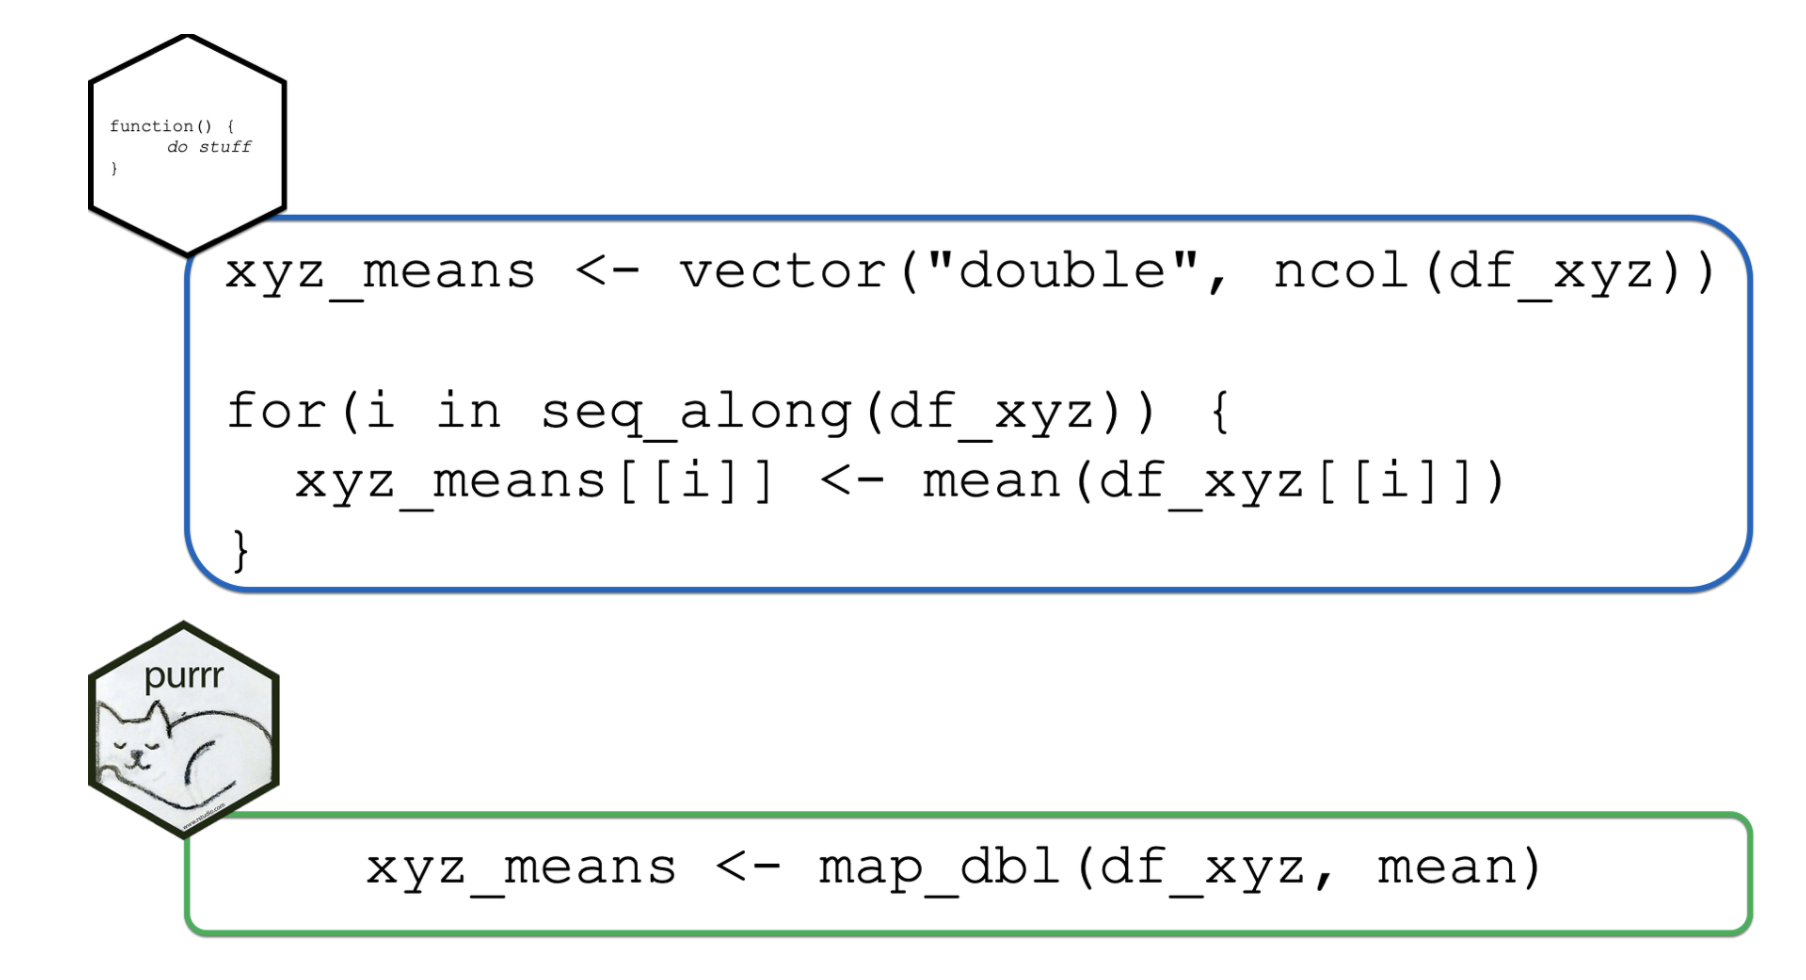 function() {
do stuff
}
xyz_means <- vector("double", ncol(df_xyz))
for(i in seq_along(df_xyz)) {
xyz_means[[i]] <- mean(df_xyz[[i]])
}
purrr
www.rstudio.com
xyz_means <- map_dbl(df_xyz, mean)